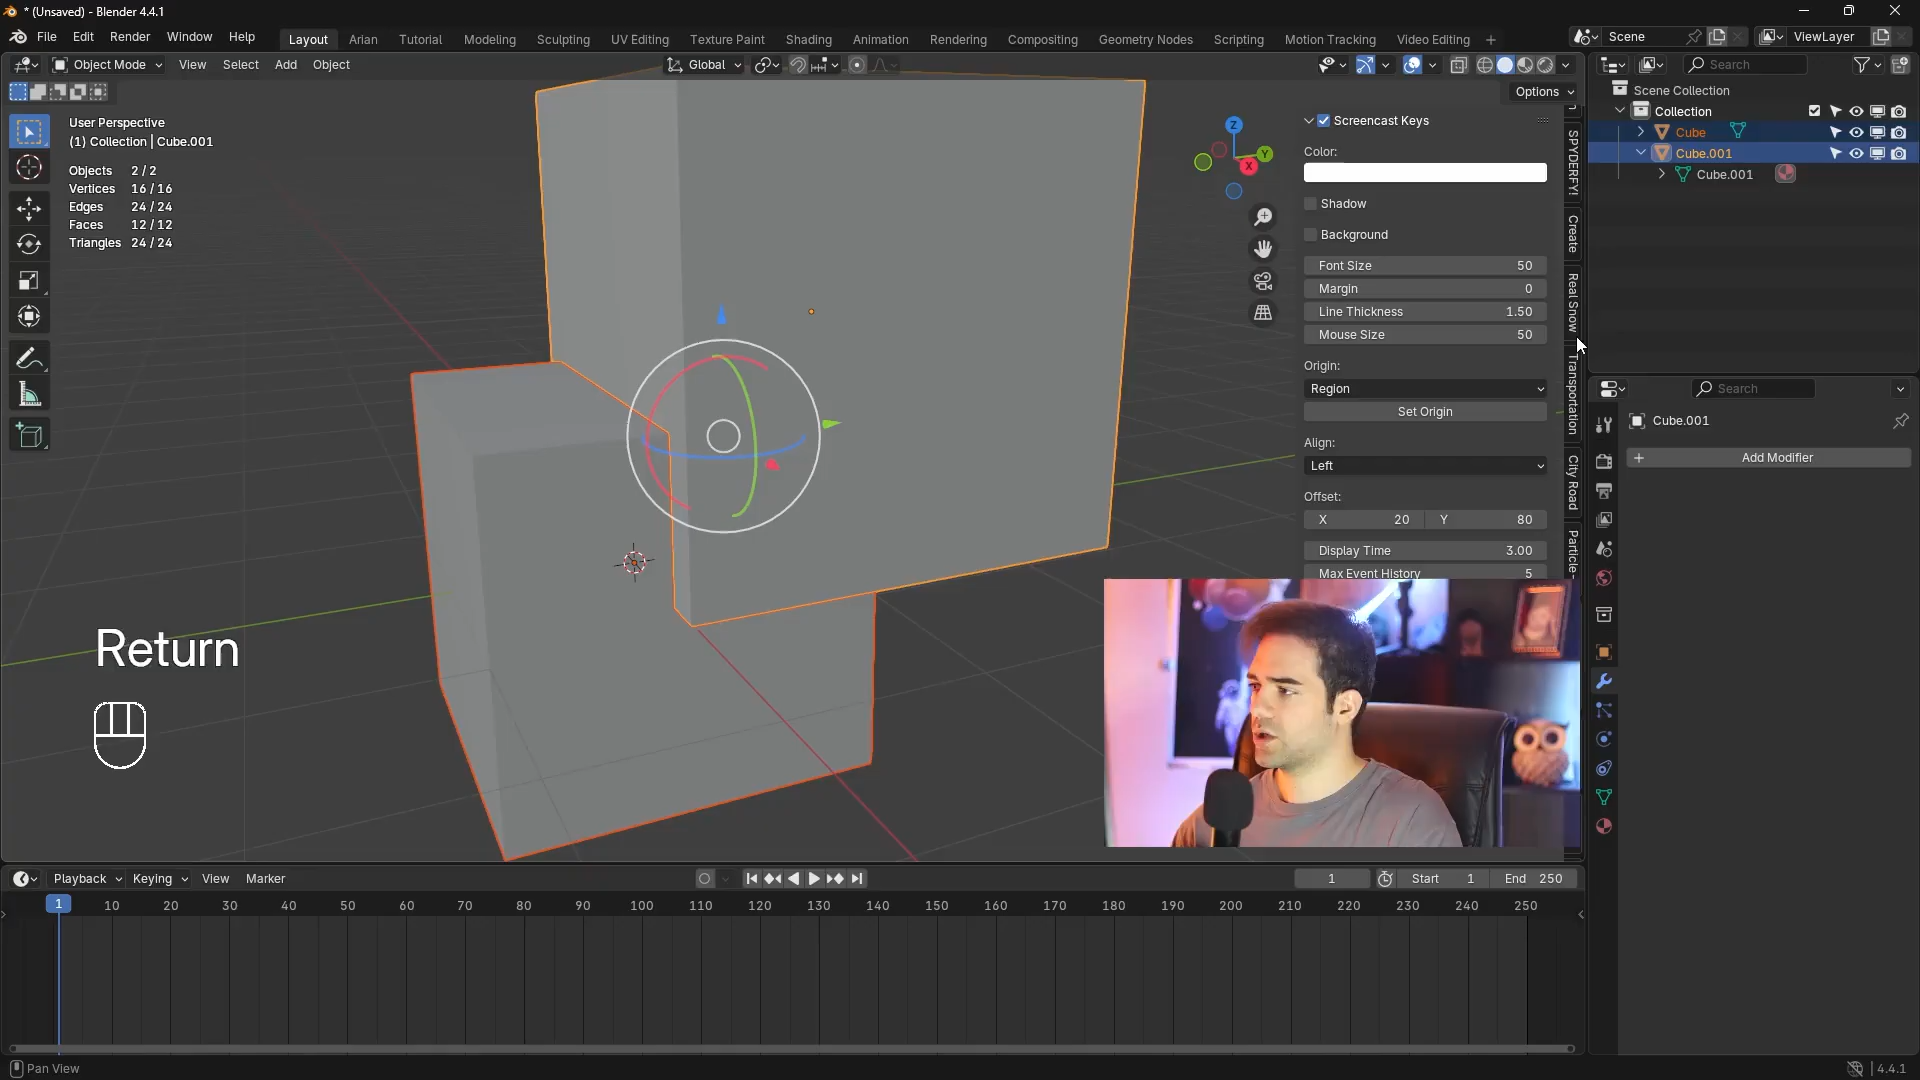 * (Unsaved) - Blender 4.4.1
File Edit Render Window Help Layout Arian Tutorial Modeling Sculpting UV Editing Texture Paint Shading Animation Rendering Compositing Geometry Nodes Scripting Motion Tracking Video Editing + Scene ViewLayer
Object Mode View Select Add Object Global Search
Options
User Perspective
(1) Collection | Cube.001
Objects 2 / 2
Vertices 16 / 16
Edges 24 / 24
Faces 12 / 12
Triangles 24 / 24
Z
Y
X
Screencast Keys
Color:
Shadow
Background
Font Size 50
Margin 0
Line Thickness 1.50
Mouse Size 50
Origin:
Region
Set Origin
Align:
Left
Offset:
X 20 Y 80
Display Time 3.00
Max Event History 5
SPYDERFY!
Create
Real Snow
Transportation
City Road
Particle-
Scene Collection
Collection
Cube
Cube.001
Cube.001
Search
Cube.001
+ Add Modifier
Return
Playback Keying View Marker 1 Start 1 End 250
1 10 20 30 40 50 60 70 80 90 100 110 120 130 140 150 160 170 180 190 200 210 220 230 240 250
Pan View 4.4.1